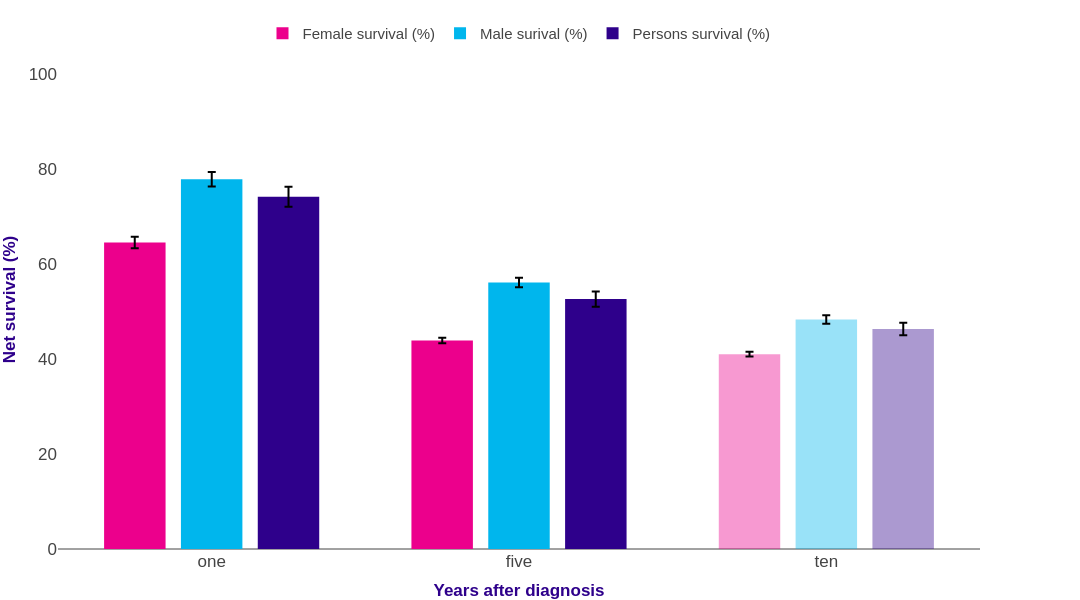 Female survival (%) Male surival (%) Persons survival (%)
100
80
60
40
20
0
Net survival (%)
one five ten
Years after diagnosis